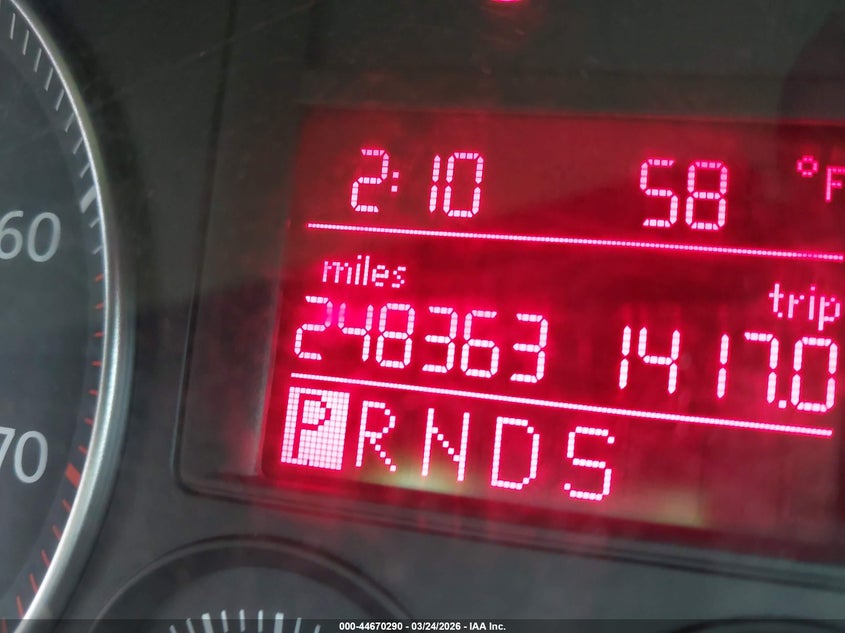 2:10 58 °F
miles trip
248363 1417.0
P R N D S
60
70
000-44670290 - 03/24/2026 - IAA Inc.